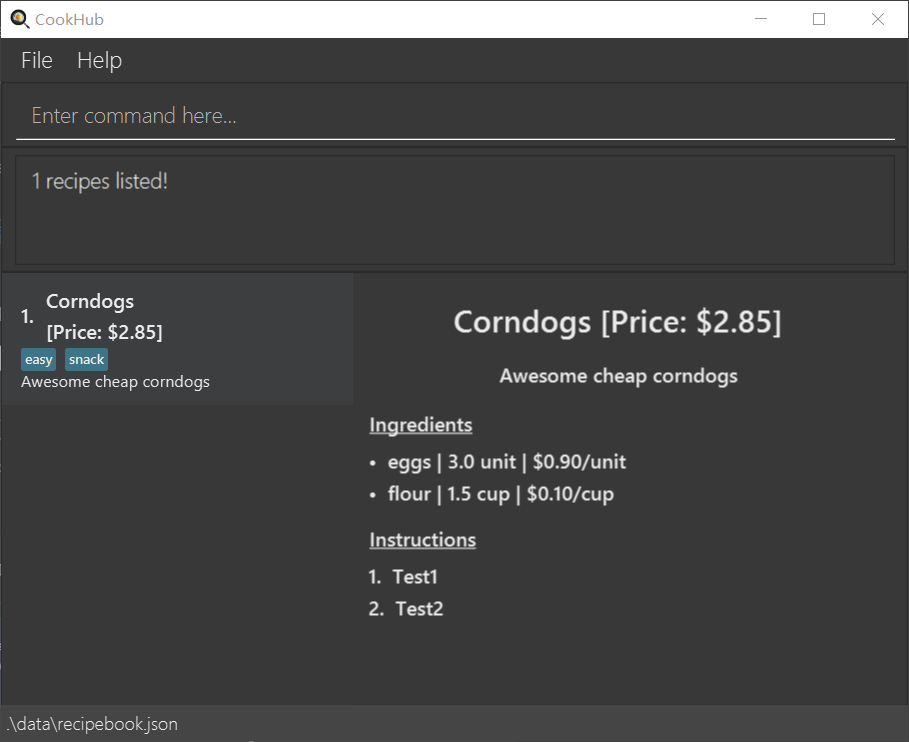 CookHub
File Help
Enter command here...
1 recipes listed!
1. Corndogs
[Price: $2.85]
easy snack
Awesome cheap corndogs
Corndogs [Price: $2.85]
Awesome cheap corndogs
Ingredients
• eggs | 3.0 unit | $0.90/unit
• flour | 1.5 cup | $0.10/cup
Instructions
1. Test1
2. Test2
.\data\recipebook.json